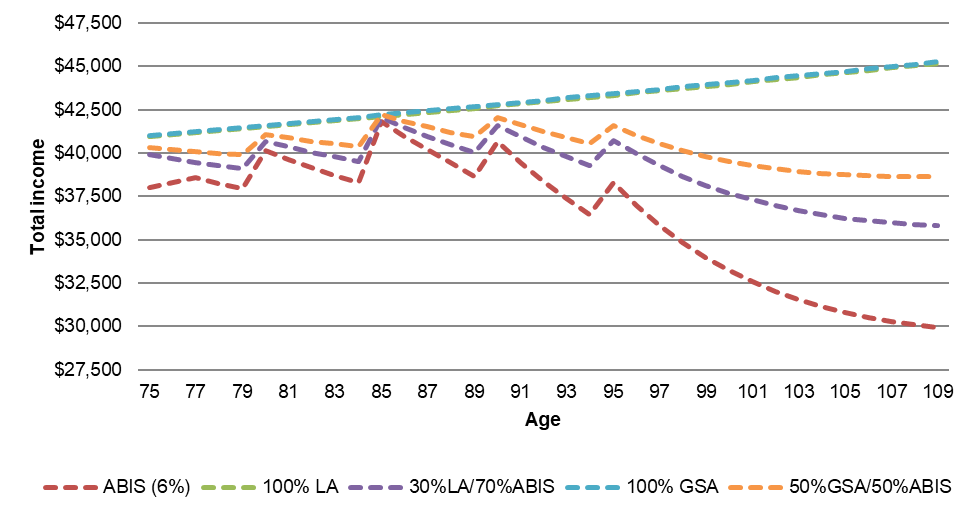 $47,500
$45,000
$42,500
$40,000
$37,500
$35,000
$32,500
$30,000
$27,500
Total income
75 77 79 81 83 85 87 89 91 93 95 97 99 101 103 105 107 109
Age
ABIS (6%) 100% LA 30%LA/70%ABIS 100% GSA 50%GSA/50%ABIS